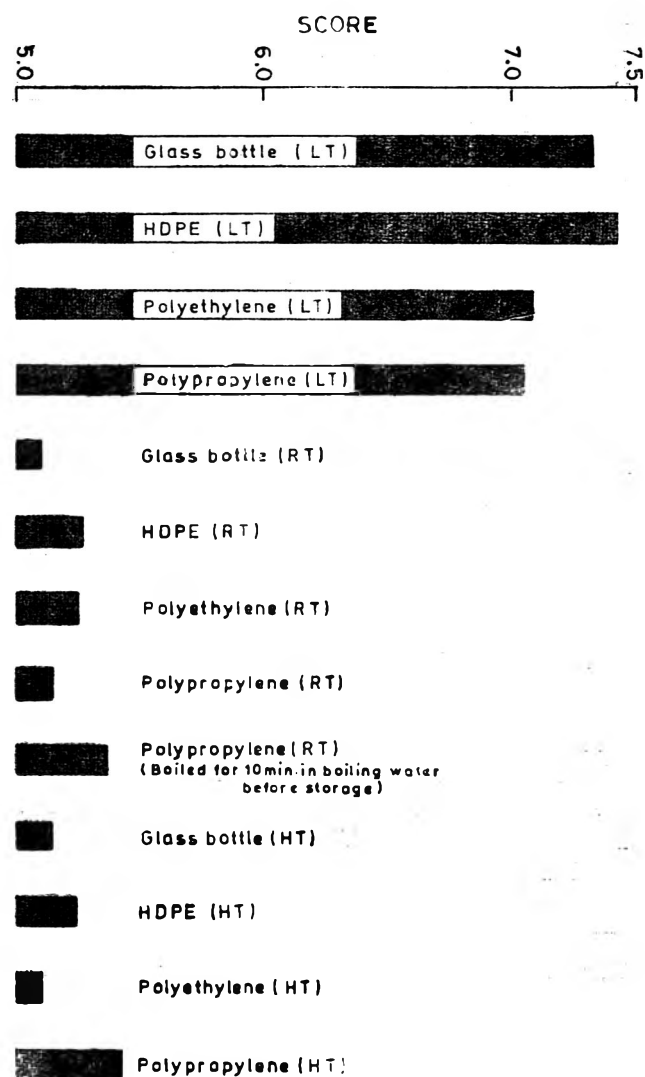 SCORE
5.0 6.0 7.0 7.5
Glass bottle (LT)
HDPE (LT)
Polyethylene (LT)
Polypropylene (LT)
Glass bottle (RT)
HDPE (RT)
Polyethylene (RT)
Polypropylene (RT)
Polypropylene (RT)
(Boiled for 10min. in boiling water
before storage)
Glass bottle (HT)
HDPE (HT)
Polyethylene (HT)
Polypropylene (HT)